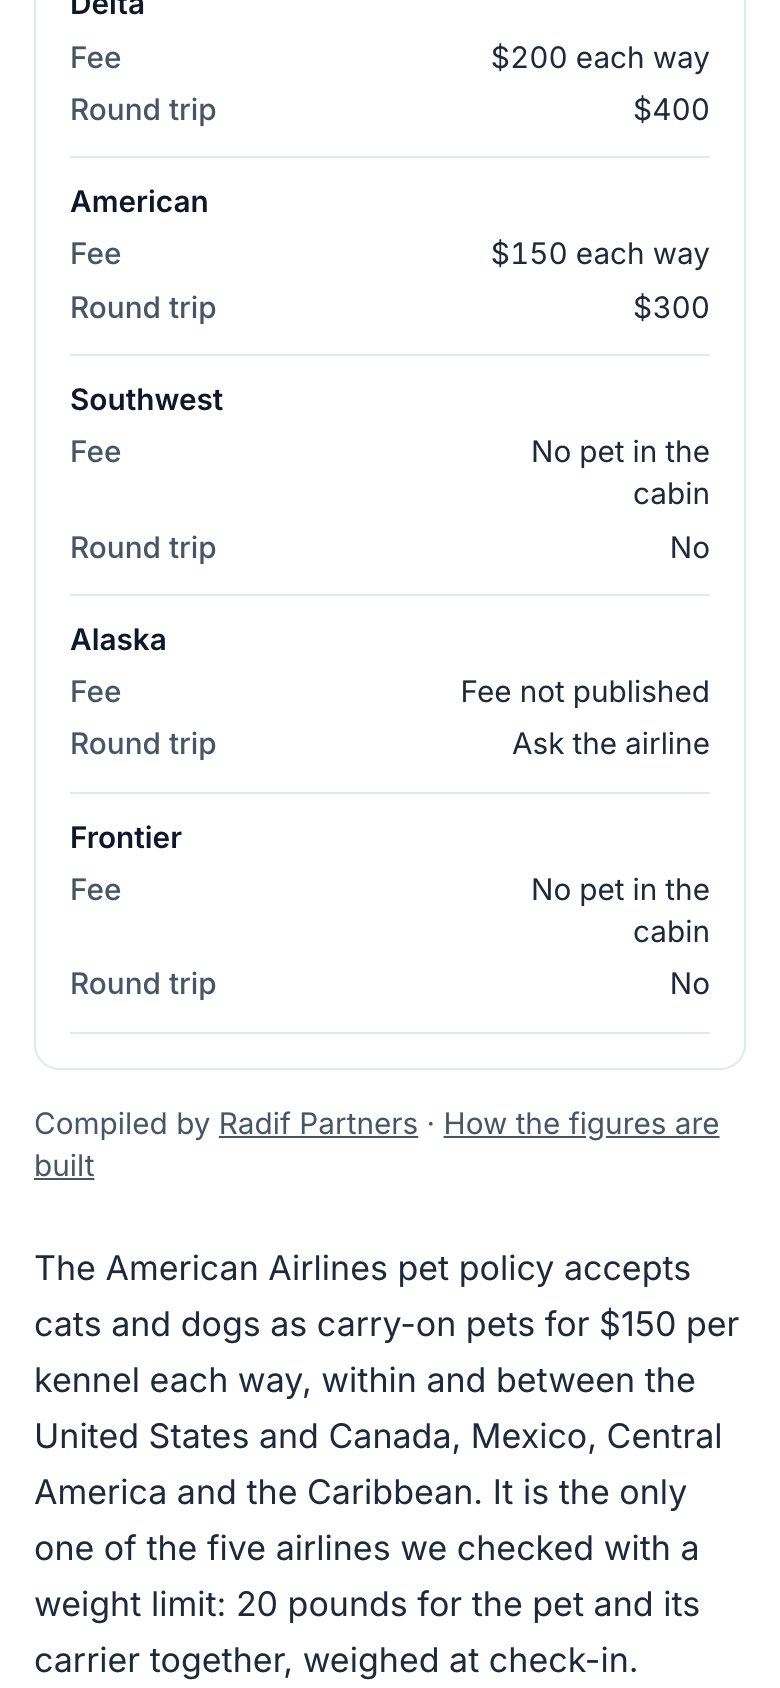 Delta
Fee $200 each way
Round trip $400
American
Fee $150 each way
Round trip $300
Southwest
Fee No pet in the
cabin
Round trip No
Alaska
Fee Fee not published
Round trip Ask the airline
Frontier
Fee No pet in the
cabin
Round trip No
Compiled by Radif Partners · How the figures are
built
The American Airlines pet policy accepts
cats and dogs as carry-on pets for $150 per
kennel each way, within and between the
United States and Canada, Mexico, Central
America and the Caribbean. It is the only
one of the five airlines we checked with a
weight limit: 20 pounds for the pet and its
carrier together, weighed at check-in.